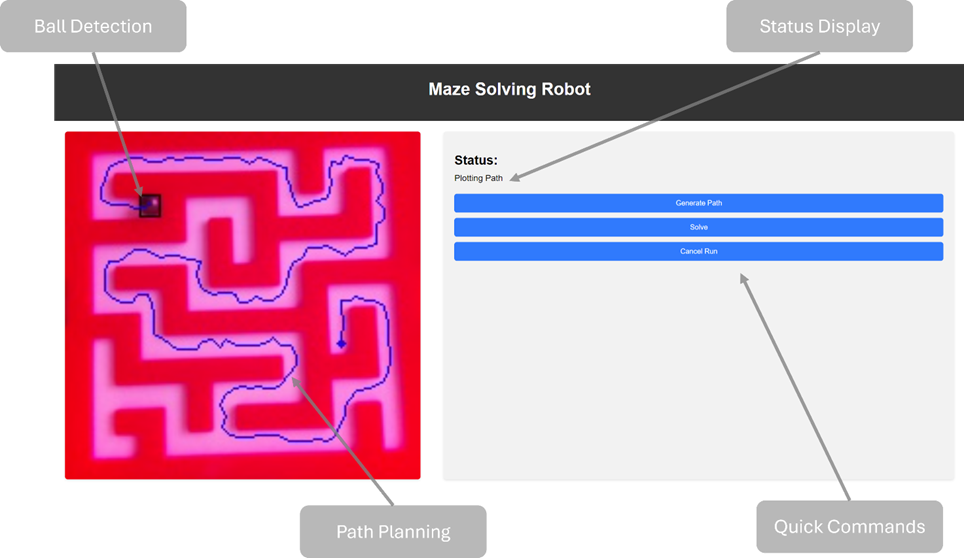 Ball Detection
Status Display
Maze Solving Robot
Status:
Plotting Path
Generate Path
Solve
Cancel Run
Path Planning
Quick Commands